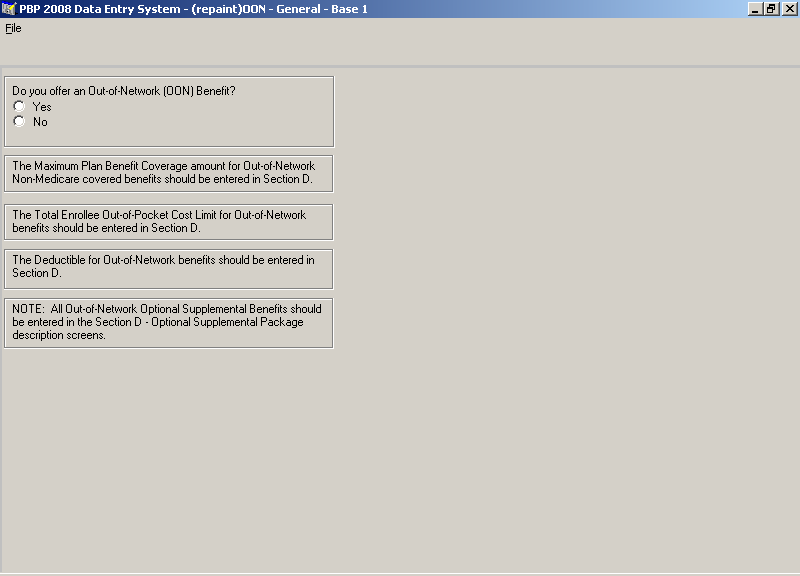 PBP 2008 Data Entry System - (repaint)OON - General - Base 1
File
Do you offer an Out-of-Network (OON) Benefit?
Yes
No
The Maximum Plan Benefit Coverage amount for Out-of-Network
Non-Medicare covered benefits should be entered in Section D.
The Total Enrollee Out-of-Pocket Cost Limit for Out-of-Network
benefits should be entered in Section D.
The Deductible for Out-of-Network benefits should be entered in
Section D.
NOTE:  All Out-of-Network Optional Supplemental Benefits should
be entered in the Section D - Optional Supplemental Package
description screens.